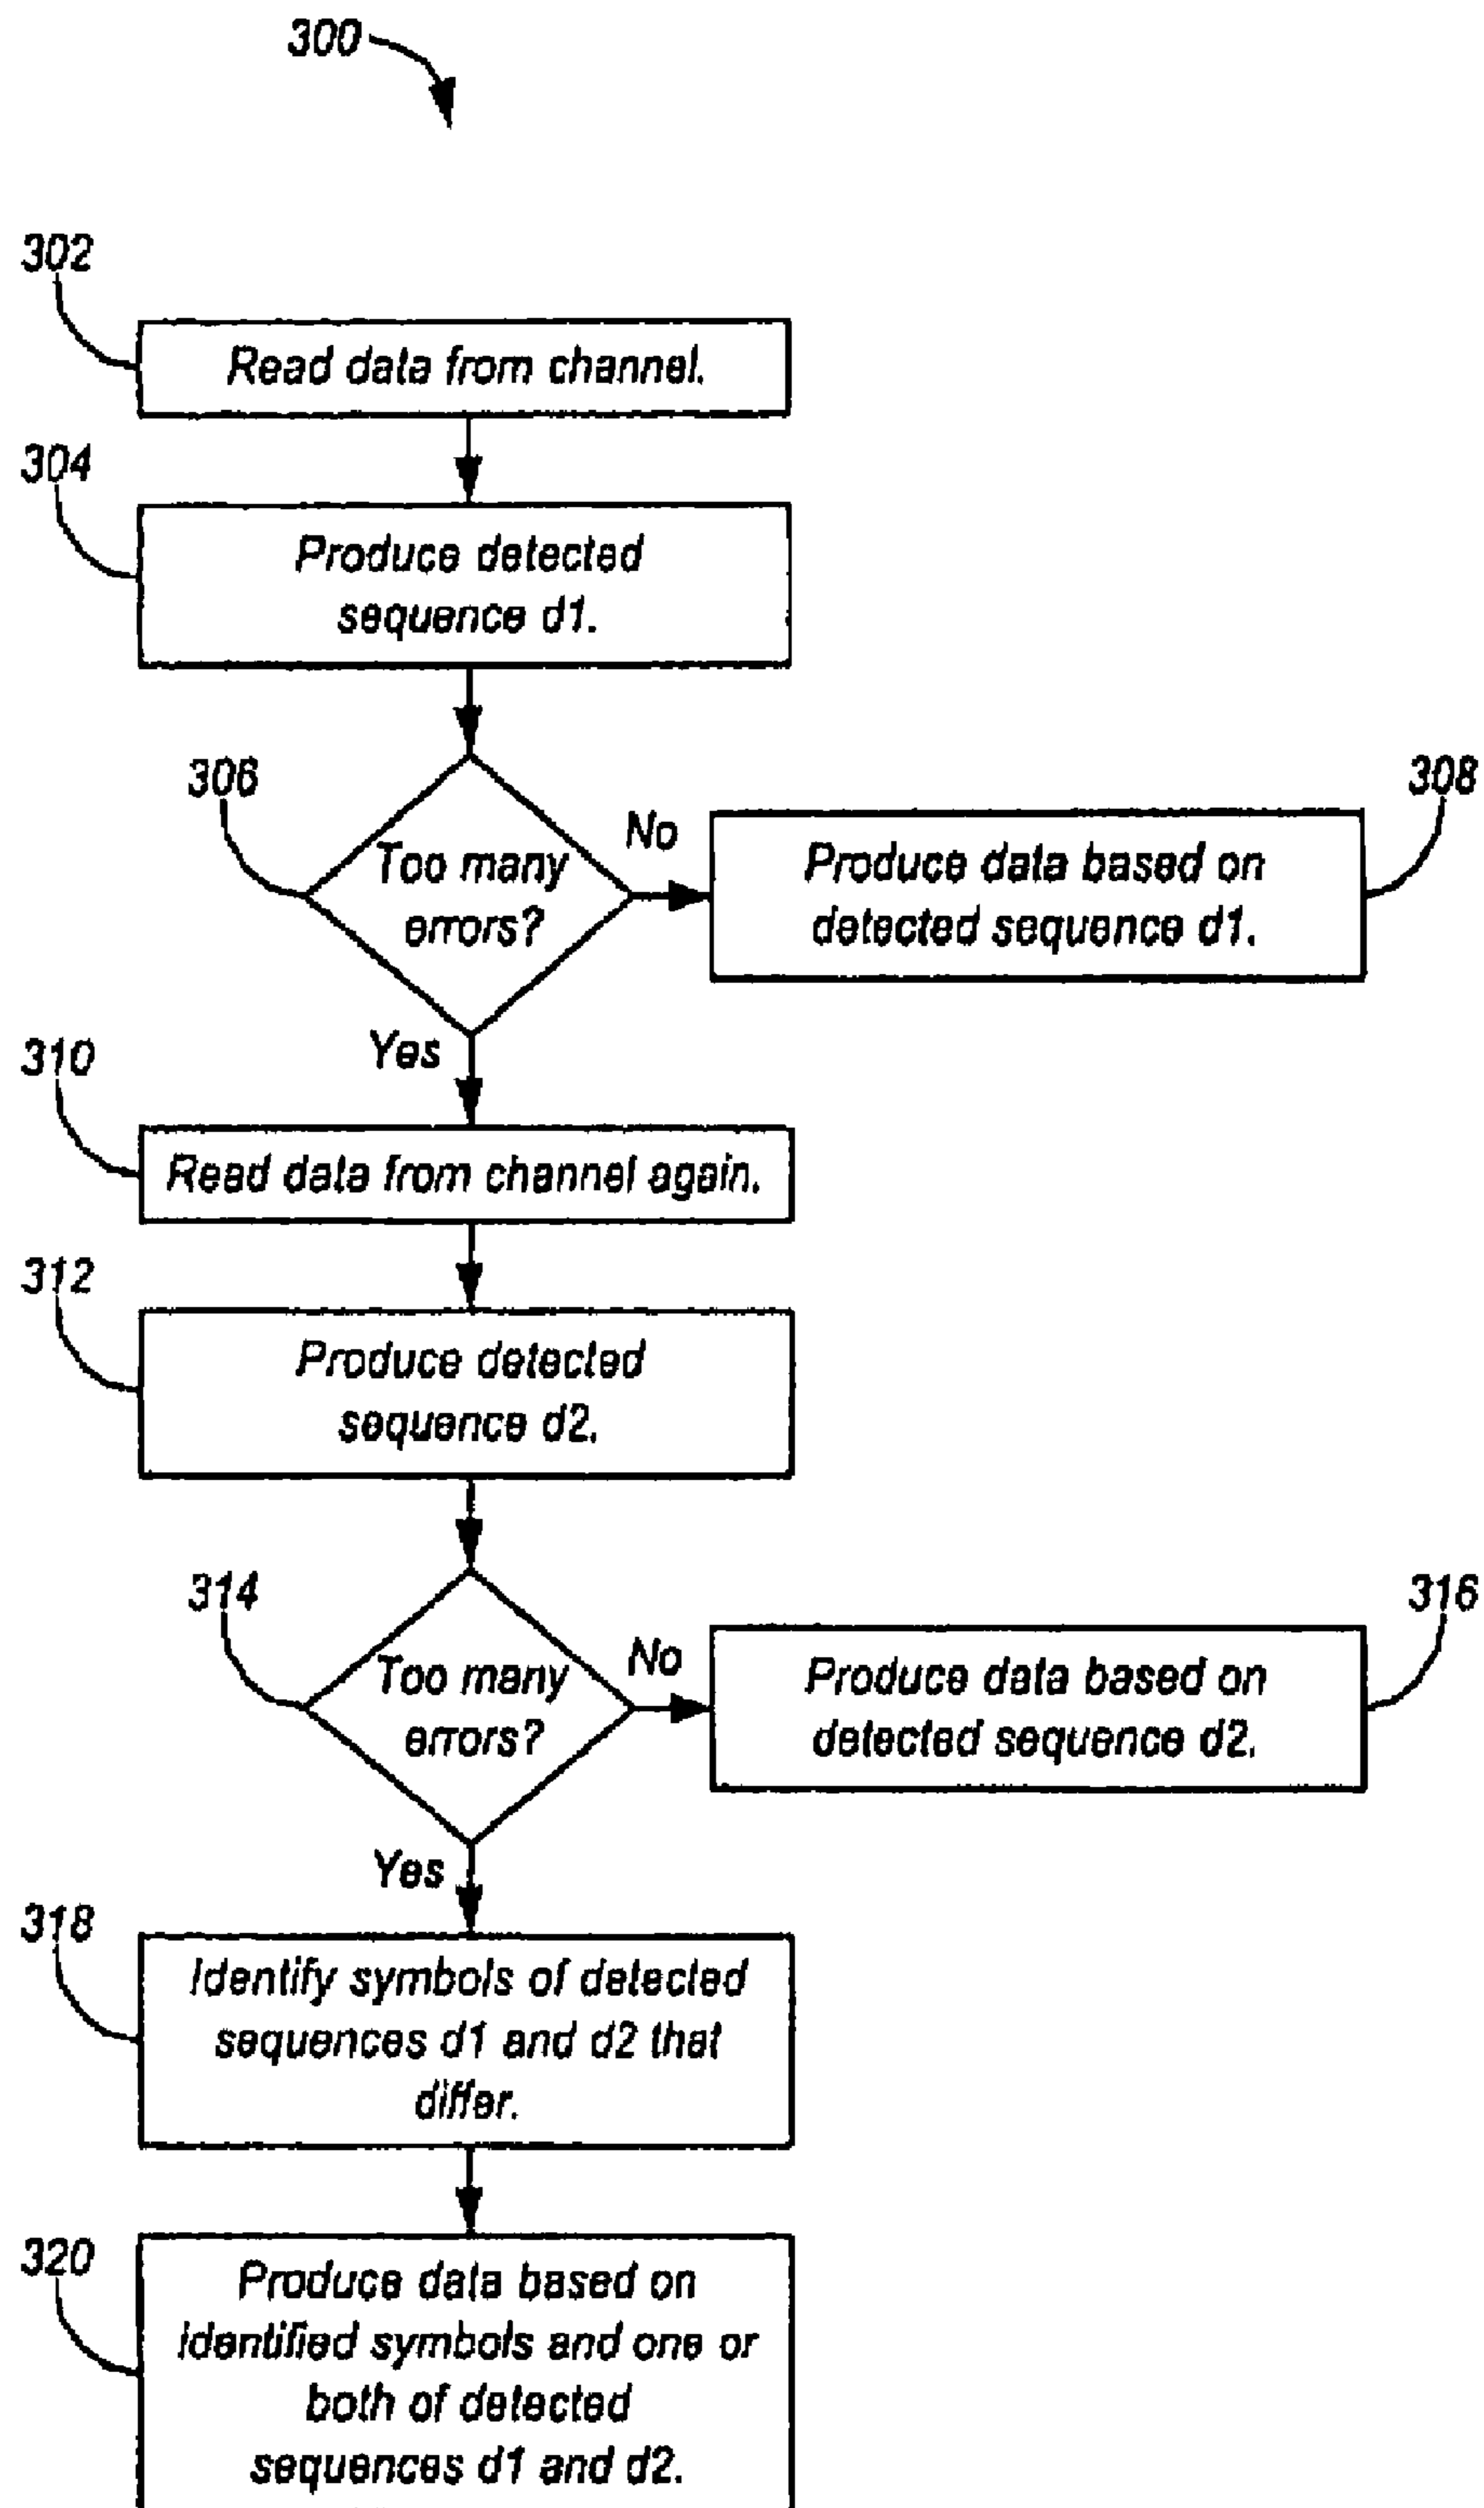 300
302
Read data from channel.
304
Produce detected
sequence d1.
306
Too many
errors?
No
308
Produce data based on
detected sequence d1.
Yes
310
Read data from channel again.
312
Produce detected
sequence d2.
314
Too many
errors?
No
316
Produce data based on
detected sequence d2.
Yes
318
Identify symbols of detected
sequences d1 and d2 that
differ.
320
Produce data based on
identified symbols and one or
both of detected
sequences d1 and d2.